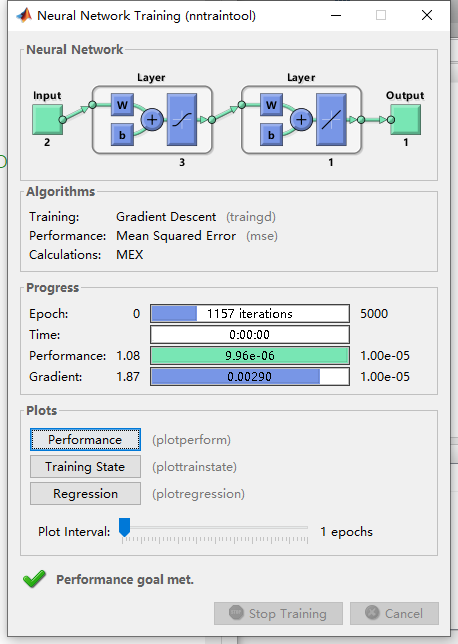 Neural Network Training (nntraintool)
Neural Network
Layer Layer
Input Output
W W
b b
2 3 1 1
Algorithms
Training: Gradient Descent (traingd)
Performance: Mean Squared Error (mse)
Calculations: MEX
Progress
Epoch: 0 1157 iterations 5000
Time: 0:00:00
Performance: 1.08 9.96e-06 1.00e-05
Gradient: 1.87 0.00290 1.00e-05
Plots
Performance (plotperform)
Training State (plottrainstate)
Regression (plotregression)
Plot Interval: 1 epochs
Performance goal met.
Stop Training Cancel